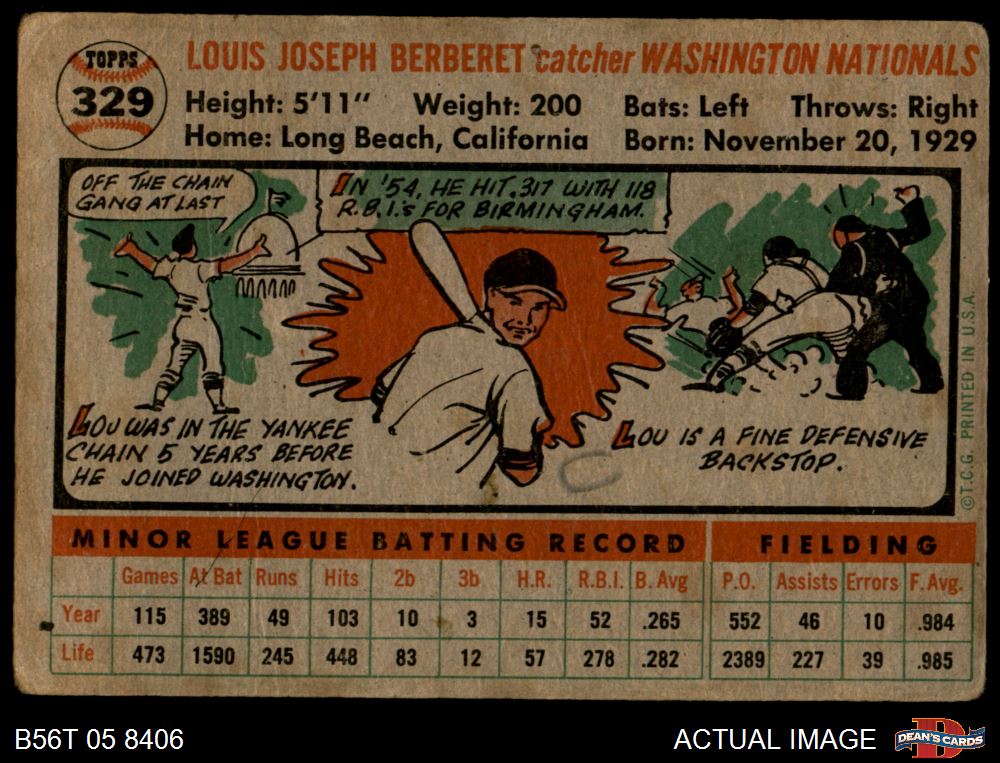 TOPPS
329
LOUIS JOSEPH BERBERET catcher WASHINGTON NATIONALS
Height: 5'11" Weight: 200 Bats: Left Throws: Right
Home: Long Beach, California Born: November 20, 1929
OFF THE CHAIN
GANG AT LAST
IN '54, HE HIT .317 WITH 118
R.B.I.'s FOR BIRMINGHAM.
LOU WAS IN THE YANKEE
CHAIN 5 YEARS BEFORE
HE JOINED WASHINGTON.
LOU IS A FINE DEFENSIVE
BACKSTOP.
©T.C.G. PRINTED IN U.S.A.
MINOR LEAGUE BATTING RECORD FIELDING
Games At Bat Runs Hits 2b 3b H.R. R.B.I. B. Avg P.O. Assists Errors F. Avg.
Year 115 389 49 103 10 3 15 52 .265 552 46 10 .984
Life 473 1590 245 448 83 12 57 278 .282 2389 227 39 .985
B56T 05 8406 ACTUAL IMAGE D DEAN'S CARDS